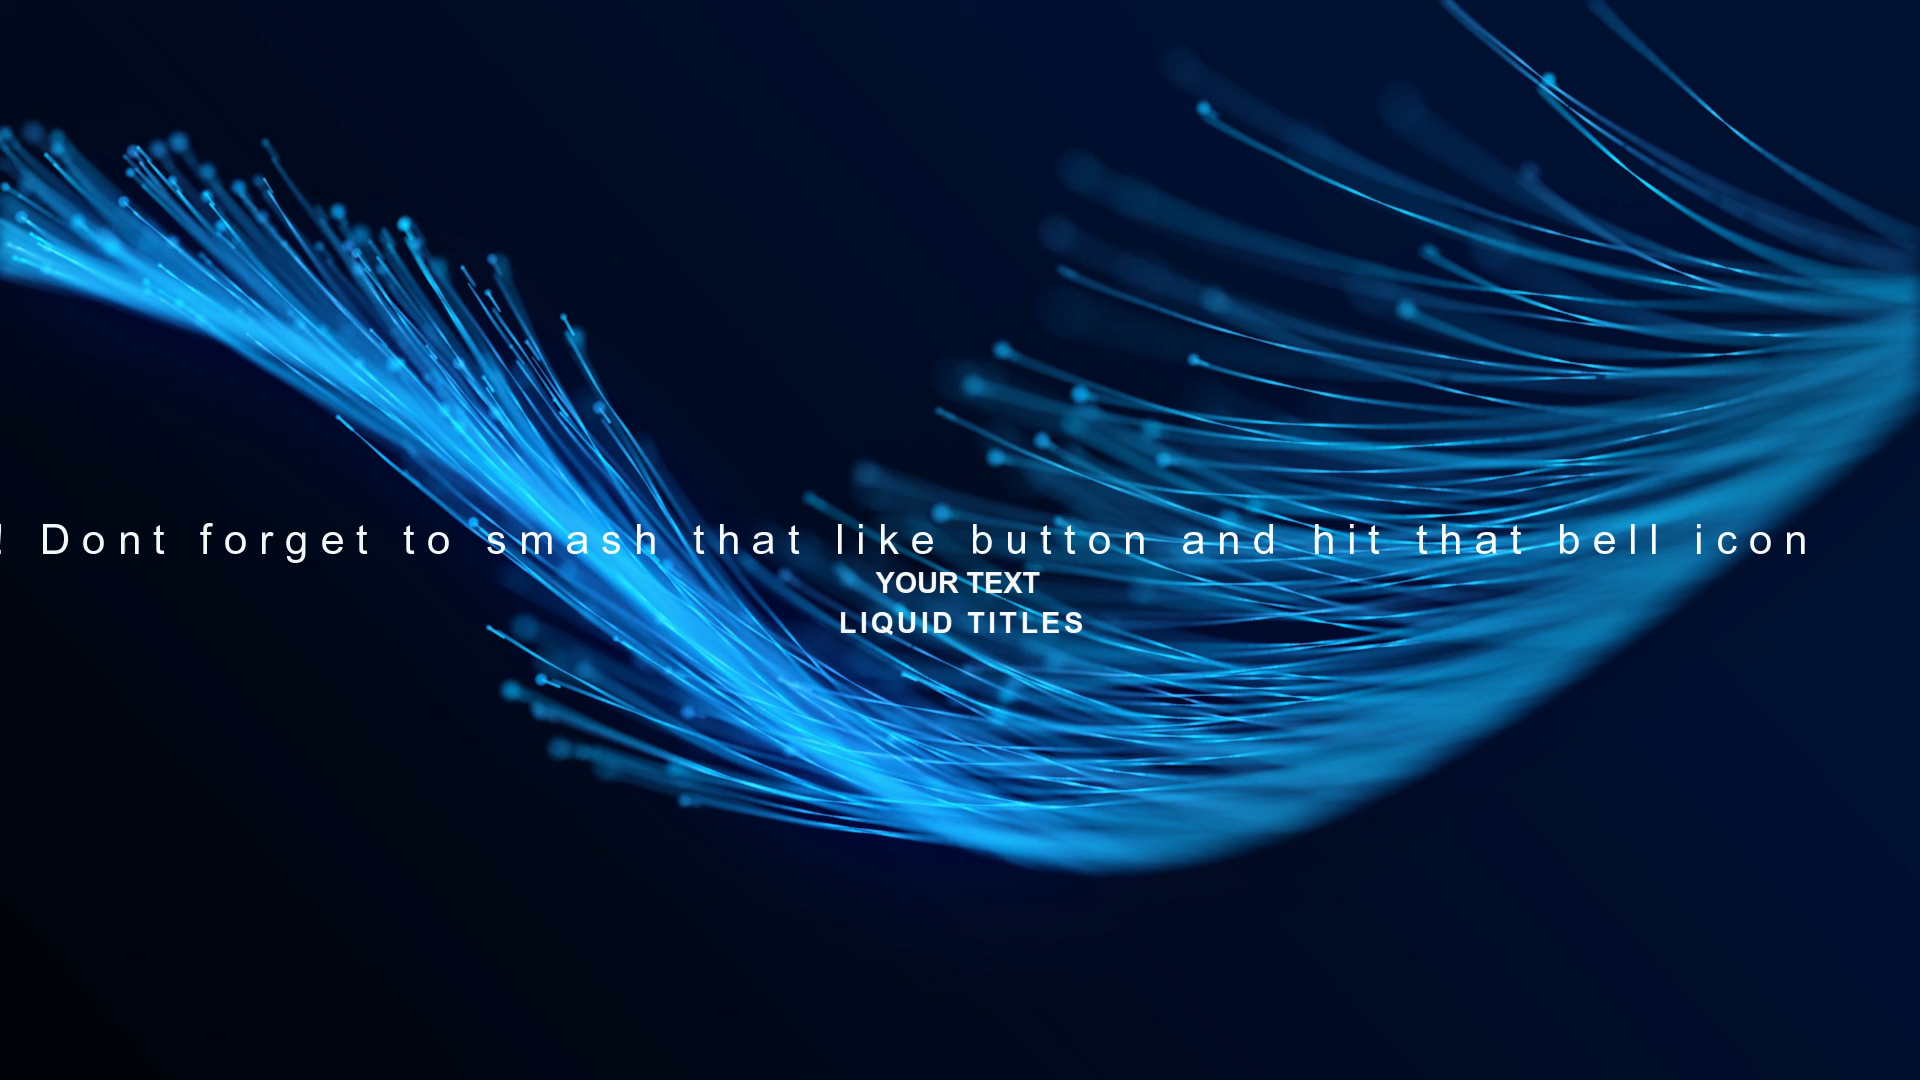 ! Dont forget to smash that like button and hit that bell icon
YOUR TEXT
LIQUID TITLES